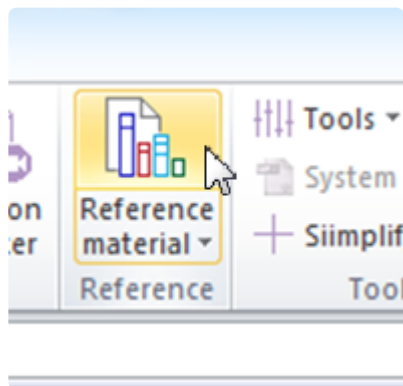 on
er
Reference
material
Reference
Tools
System
Siimplif
Tool